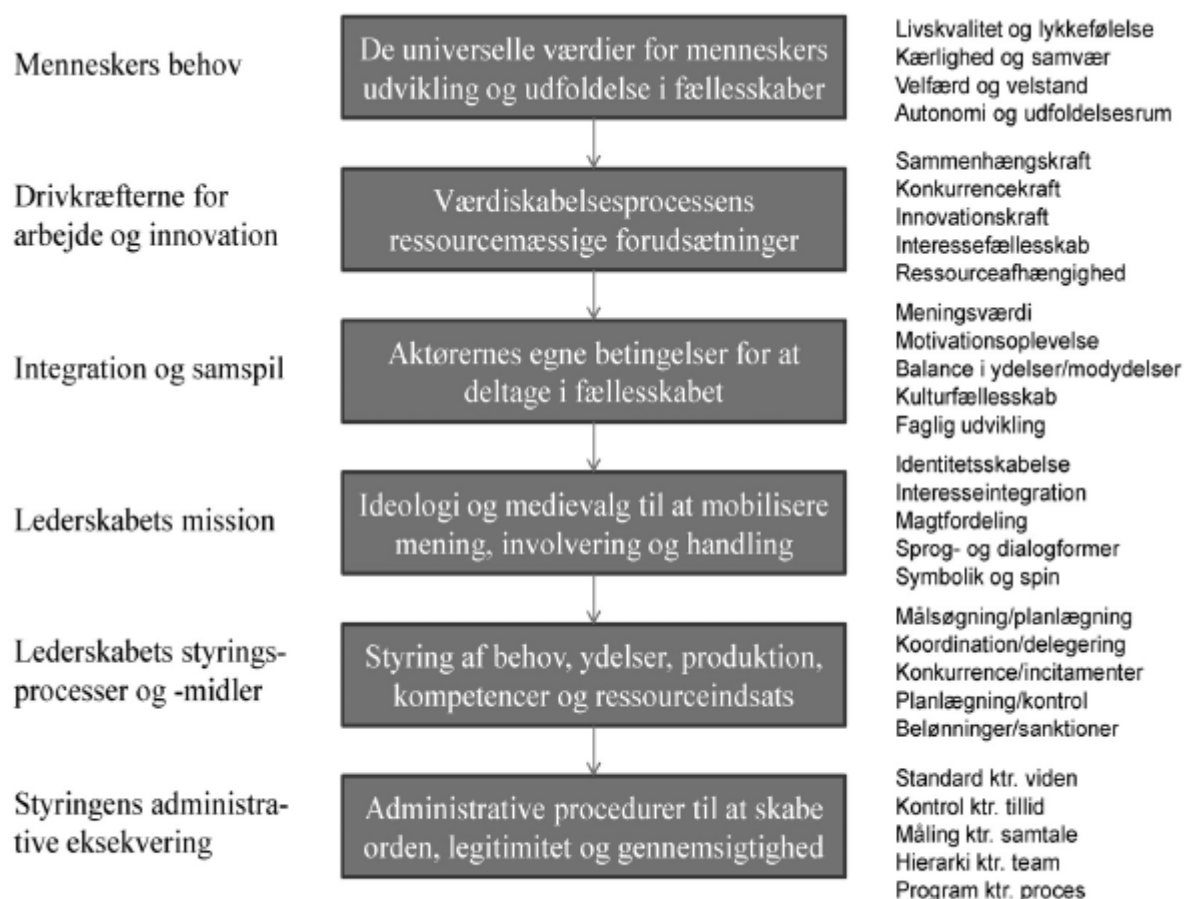 Menneskers behov
De universelle værdier for menneskers
udvikling og udfoldelse i fællesskaber
Livskvalitet og lykkefølelse
Kærlighed og samvær
Velfærd og velstand
Autonomi og udfoldelsesrum
Drivkræfterne for
arbejde og innovation
Værdiskabelsesprocessens
ressourcemæssige forudsætninger
Sammenhængskraft
Konkurrencekraft
Innovationskraft
Interessefællesskab
Ressourceafhængighed
Integration og samspil
Aktørernes egne betingelser for at
deltage i fællesskabet
Meningsværdi
Motivationsoplevelse
Balance i ydelser/modydelser
Kulturfællesskab
Faglig udvikling
Lederskabets mission
Ideologi og medievalg til at mobilisere
mening, involvering og handling
Identitetsskabelse
Interesseintegration
Magtfordeling
Sprog- og dialogformer
Symbolik og spin
Lederskabets styrings-
processer og -midler
Styring af behov, ydelser, produktion,
kompetencer og ressourceindsats
Målsøgning/planlægning
Koordination/delegering
Konkurrence/incitamenter
Planlægning/kontrol
Belønninger/sanktioner
Styringens administra-
tive eksekvering
Administrative procedurer til at skabe
orden, legitimitet og gennemsigtighed
Standard ktr. viden
Kontrol ktr. tillid
Måling ktr. samtale
Hierarki ktr. team
Program ktr. proces